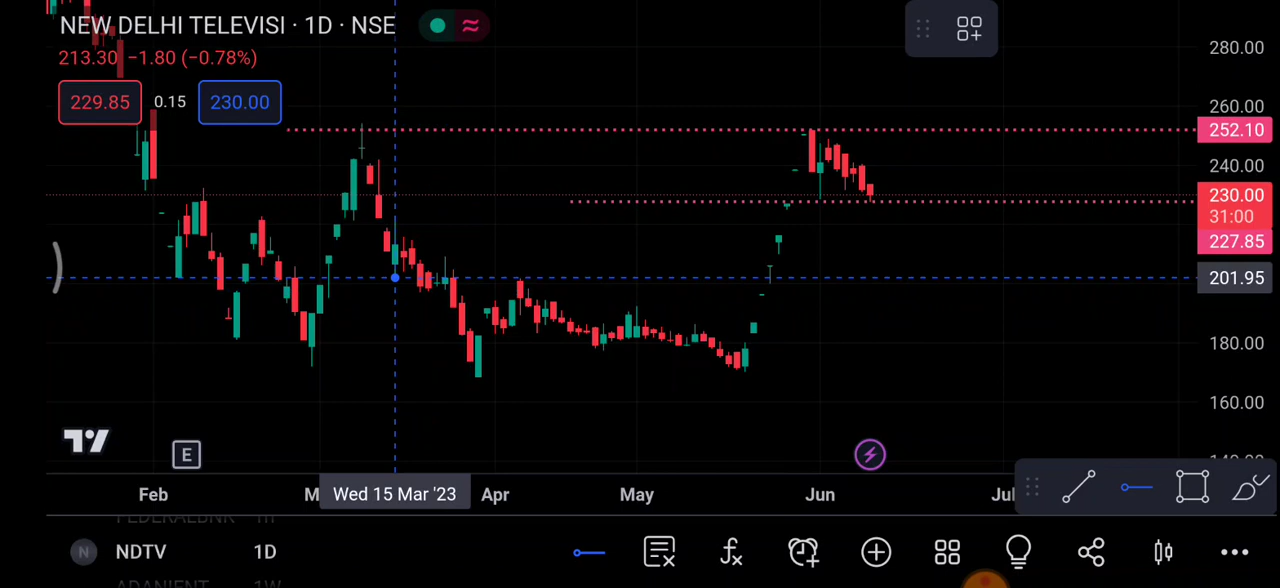 NEW DELHI TELEVISI · 1D · NSE
213.30 −1.80 (−0.78%)
229.85 0.15 230.00
280.00
260.00
252.10
240.00
230.00
31:00
227.85
201.95
180.00
160.00
E
Feb Wed 15 Mar '23 Apr May Jun Jul
FEDERALBNK 1H
N NDTV 1D
ADANIENT 1W